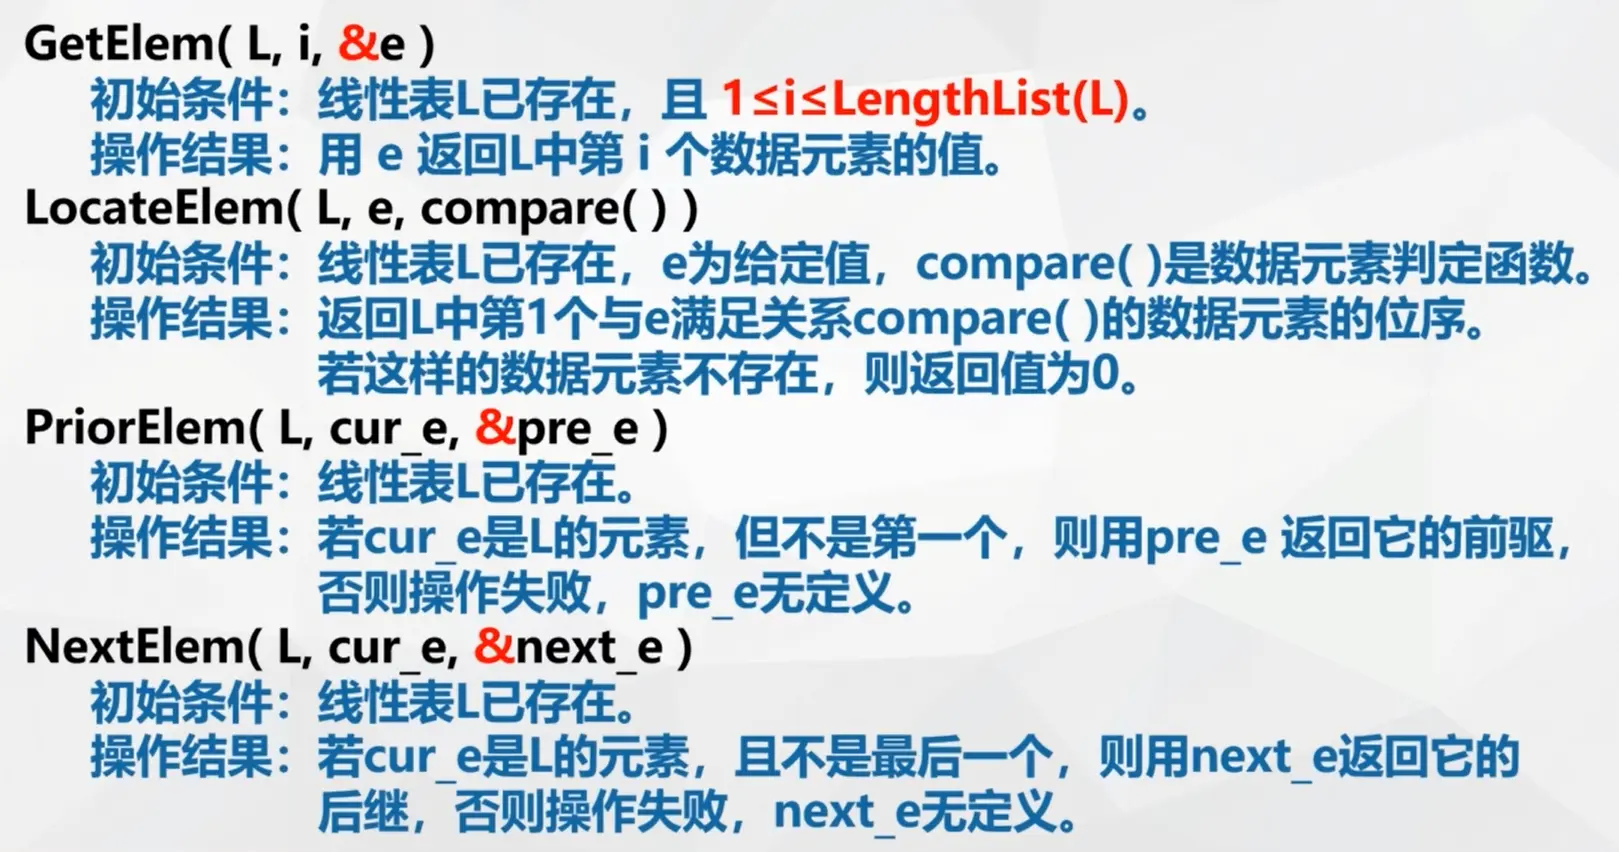 GetElem( L, i, &e )
初始条件：线性表L已存在，且 1≤i≤LengthList(L)。
操作结果：用 e 返回L中第 i 个数据元素的值。
LocateElem( L, e, compare( ) )
初始条件：线性表L已存在，e为给定值，compare( )是数据元素判定函数。
操作结果：返回L中第1个与e满足关系compare( )的数据元素的位序。
若这样的数据元素不存在，则返回值为0。
PriorElem( L, cur_e, &pre_e )
初始条件：线性表L已存在。
操作结果：若cur_e是L的元素，但不是第一个，则用pre_e 返回它的前驱，
否则操作失败，pre_e无定义。
NextElem( L, cur_e, &next_e )
初始条件：线性表L已存在。
操作结果：若cur_e是L的元素，且不是最后一个，则用next_e返回它的
后继，否则操作失败，next_e无定义。